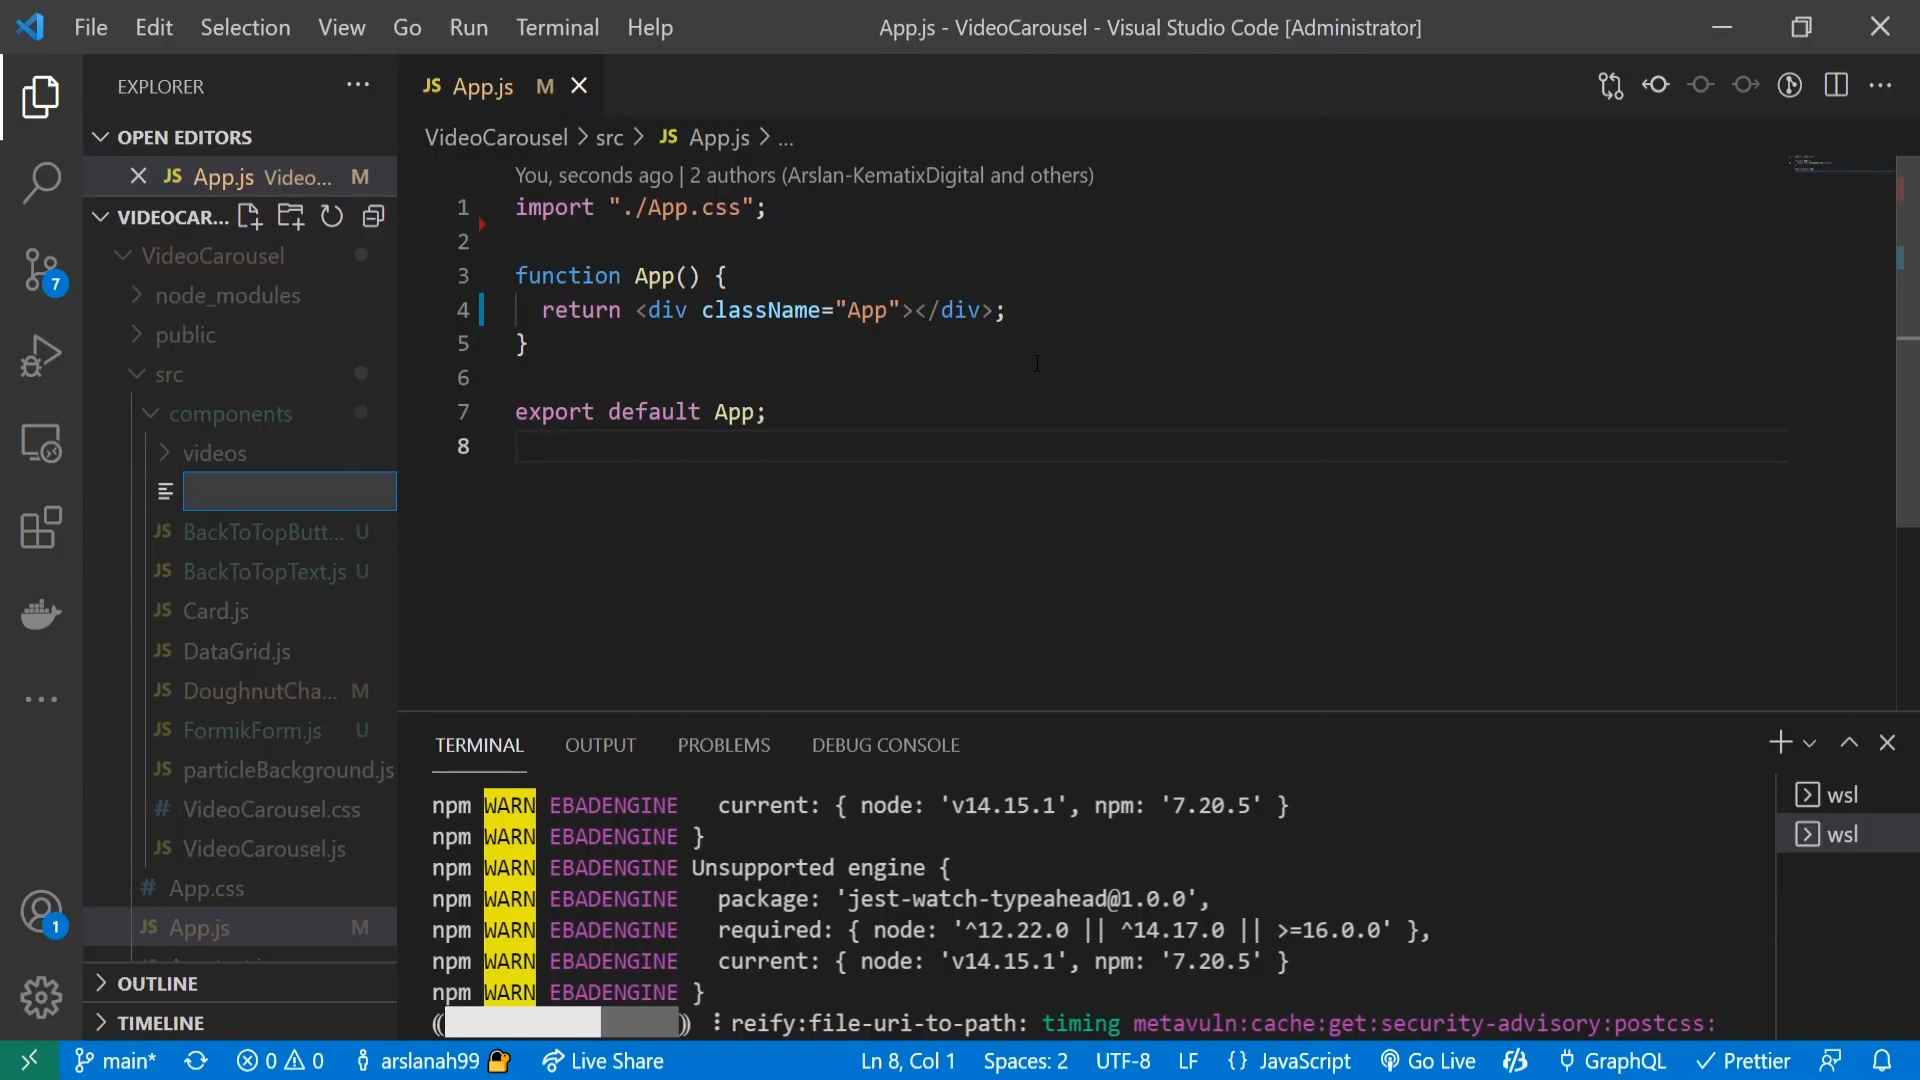 File Edit Selection View Go Run Terminal Help
App.js - VideoCarousel - Visual Studio Code [Administrator]
EXPLORER
OPEN EDITORS
JS App.js Video... M
VIDEOCAR...
VideoCarousel
node_modules
public
src
components
videos
JS BackToTopButt... U
JS BackToTopText.js U
JS Card.js
JS DataGrid.js
JS DoughnutCha... M
JS FormikForm.js U
JS particleBackground.js
# VideoCarousel.css
JS VideoCarousel.js
# App.css
JS App.js M
OUTLINE
TIMELINE
7
1
JS App.js M
VideoCarousel > src > JS App.js > ...
You, seconds ago | 2 authors (Arslan-KematixDigital and others)
1 import "./App.css";
2
3 function App() {
4 return <div className="App"></div>;
5 }
6
7 export default App;
8
TERMINAL OUTPUT PROBLEMS DEBUG CONSOLE
npm WARN EBADENGINE current: { node: 'v14.15.1', npm: '7.20.5' }
npm WARN EBADENGINE }
npm WARN EBADENGINE Unsupported engine {
npm WARN EBADENGINE package: 'jest-watch-typeahead@1.0.0',
npm WARN EBADENGINE required: { node: '^12.22.0 || ^14.17.0 || >=16.0.0' },
npm WARN EBADENGINE current: { node: 'v14.15.1', npm: '7.20.5' }
npm WARN EBADENGINE }
(( )) ⠸ reify:file-uri-to-path: timing metavuln:cache:get:security-advisory:postcss:
wsl
wsl
main* 0 0 arslanah99 Live Share Ln 8, Col 1 Spaces: 2 UTF-8 LF {} JavaScript Go Live GraphQL Prettier